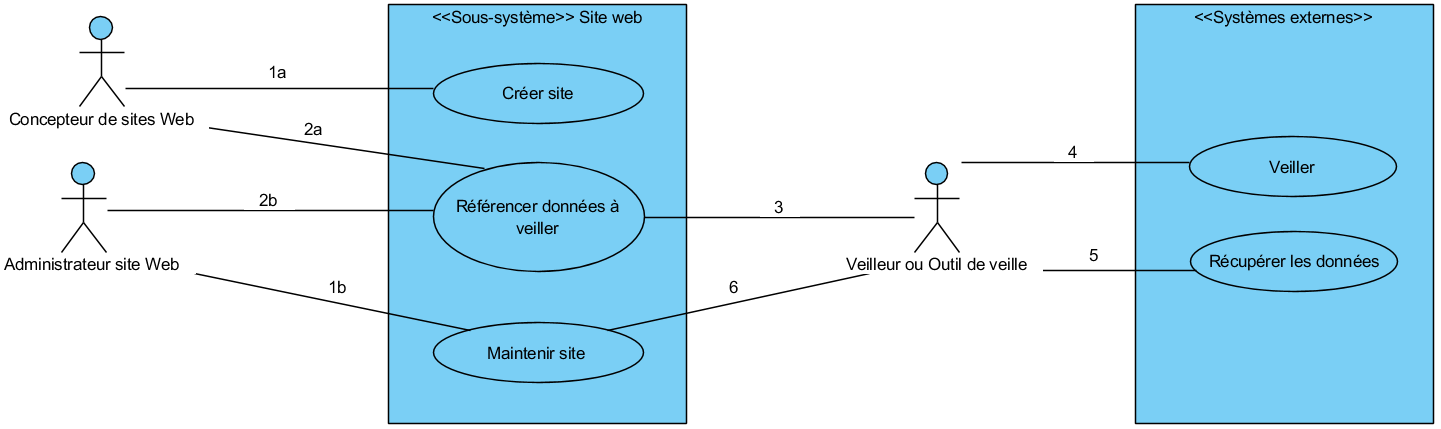 <<Sous-système>> Site web
<<Systèmes externes>>
1a
Créer site
Concepteur de sites Web
2a
4
Veiller
2b
Référencer données à
veiller
3
Administrateur site Web
Veilleur ou Outil de veille
5
Récupérer les données
1b
6
Maintenir site